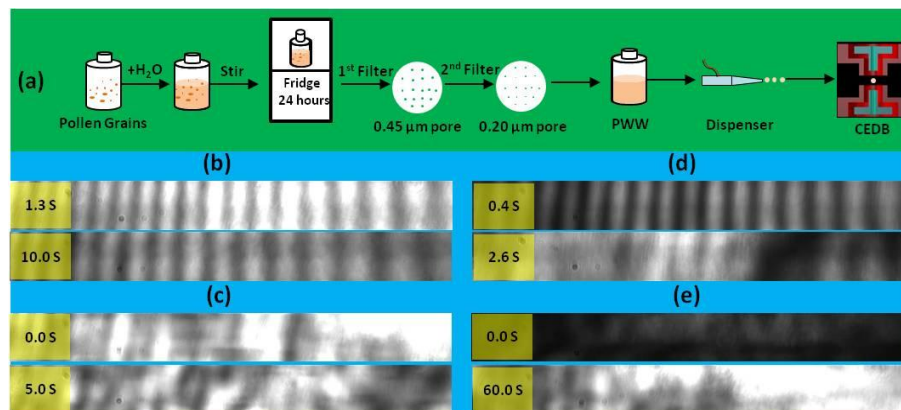 (a)
+H₂O
Stir
Fridge
24 hours
1st Filter
2nd Filter
Pollen Grains
0.45 µm pore
0.20 µm pore
PWW
Dispenser
CEDB
(b)
1.3 S
10.0 S
(c)
0.0 S
5.0 S
(d)
0.4 S
2.6 S
(e)
0.0 S
60.0 S